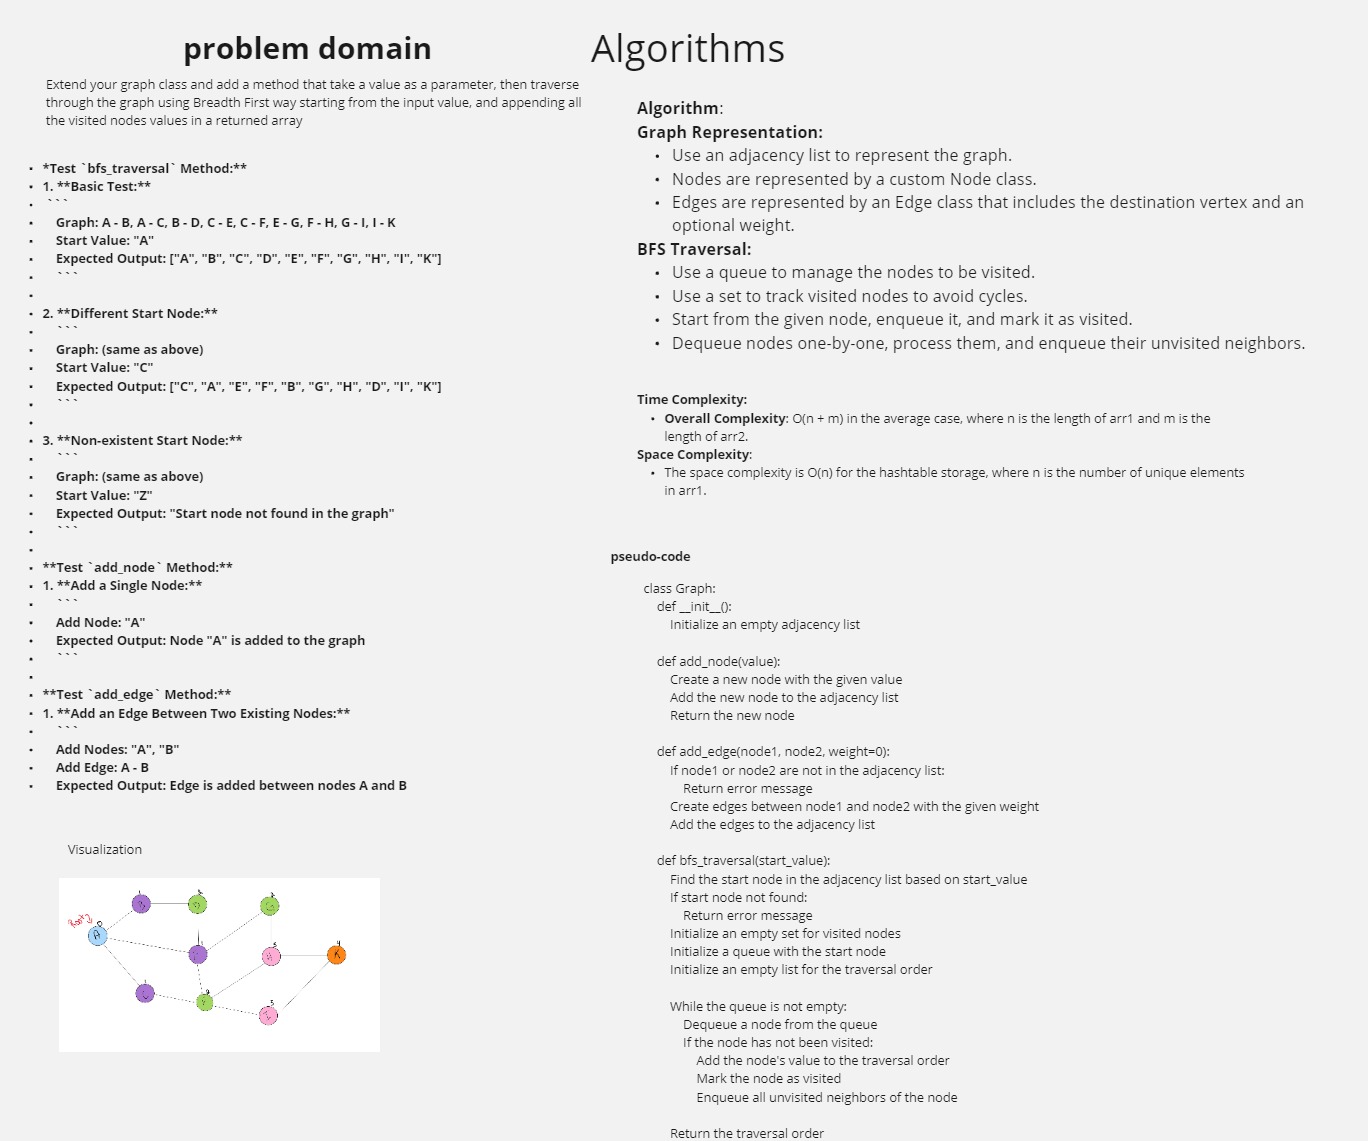 problem domain
Extend your graph class and add a method that take a value as a parameter, then traverse
through the graph using Breadth First way starting from the input value, and appending all
the visited nodes values in a returned array
• *Test `bfs_traversal` Method:**
• 1. **Basic Test:**
• ```
• Graph: A - B, A - C, B - D, C - E, C - F, E - G, F - H, G - I, I - K
• Start Value: "A"
• Expected Output: ["A", "B", "C", "D", "E", "F", "G", "H", "I", "K"]
• ```
•
• 2. **Different Start Node:**
• ```
• Graph: (same as above)
• Start Value: "C"
• Expected Output: ["C", "A", "E", "F", "B", "G", "H", "D", "I", "K"]
• ```
•
• 3. **Non-existent Start Node:**
• ```
• Graph: (same as above)
• Start Value: "Z"
• Expected Output: "Start node not found in the graph"
• ```
•
• **Test `add_node` Method:**
• 1. **Add a Single Node:**
• ```
• Add Node: "A"
• Expected Output: Node "A" is added to the graph
• ```
•
• **Test `add_edge` Method:**
• 1. **Add an Edge Between Two Existing Nodes:**
• ```
• Add Nodes: "A", "B"
• Add Edge: A - B
• Expected Output: Edge is added between nodes A and B
Visualization
A
K
Algorithms
Algorithm:
Graph Representation:
• Use an adjacency list to represent the graph.
• Nodes are represented by a custom Node class.
• Edges are represented by an Edge class that includes the destination vertex and an
optional weight.
BFS Traversal:
• Use a queue to manage the nodes to be visited.
• Use a set to track visited nodes to avoid cycles.
• Start from the given node, enqueue it, and mark it as visited.
• Dequeue nodes one-by-one, process them, and enqueue their unvisited neighbors.
Time Complexity:
• Overall Complexity: O(n + m) in the average case, where n is the length of arr1 and m is the
length of arr2.
Space Complexity:
• The space complexity is O(n) for the hashtable storage, where n is the number of unique elements
in arr1.
pseudo-code
class Graph:
def __init__():
Initialize an empty adjacency list
def add_node(value):
Create a new node with the given value
Add the new node to the adjacency list
Return the new node
def add_edge(node1, node2, weight=0):
If node1 or node2 are not in the adjacency list:
Return error message
Create edges between node1 and node2 with the given weight
Add the edges to the adjacency list
def bfs_traversal(start_value):
Find the start node in the adjacency list based on start_value
If start node not found:
Return error message
Initialize an empty set for visited nodes
Initialize a queue with the start node
Initialize an empty list for the traversal order
While the queue is not empty:
Dequeue a node from the queue
If the node has not been visited:
Add the node's value to the traversal order
Mark the node as visited
Enqueue all unvisited neighbors of the node
Return the traversal order